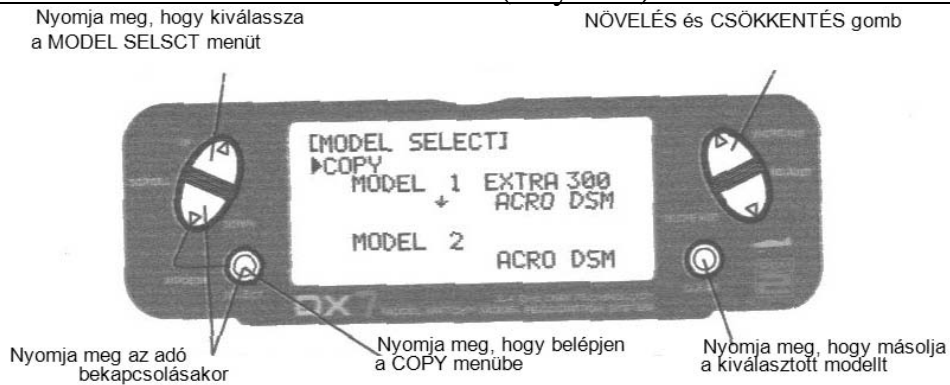 Nyomja meg, hogy kiválassza
a MODEL SELSCT menüt
NÖVELÉS és CSÖKKENTÉS gomb
[MODEL SELECT]
▶COPY
MODEL 1 EXTRA 300
↓ ACRO DSM
MODEL 2
ACRO DSM
DX7
Nyomja meg az adó
bekapcsolásakor
Nyomja meg, hogy belépjen
a COPY menübe
Nyomja meg, hogy másolja
a kiválasztott modellt